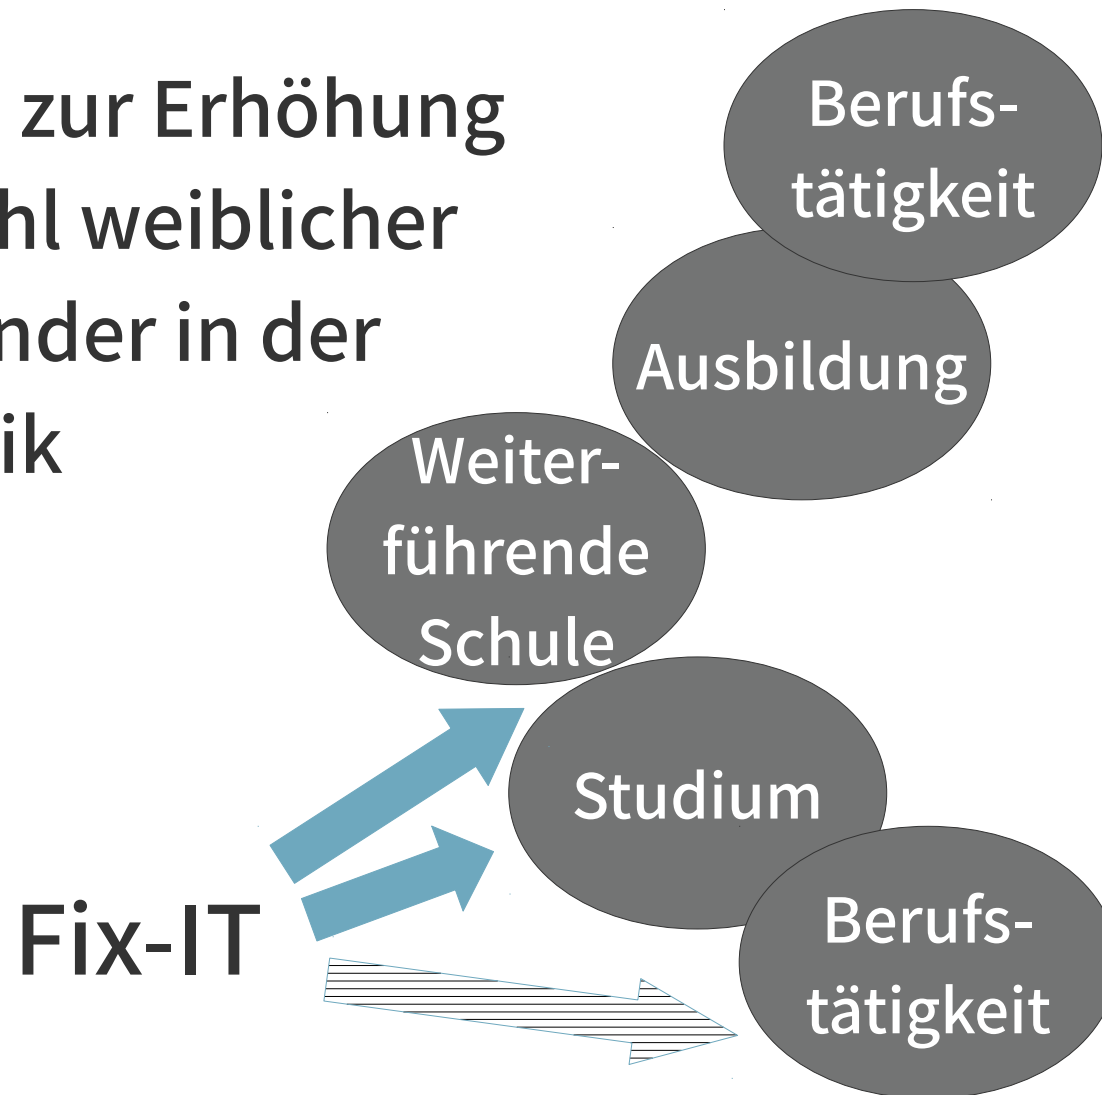 zur Erhöhung
hl weiblicher
nder in der
ik
Berufs-
tätigkeit
Ausbildung
Weiter-
führende
Schule
Studium
Fix-IT
Berufs-
tätigkeit